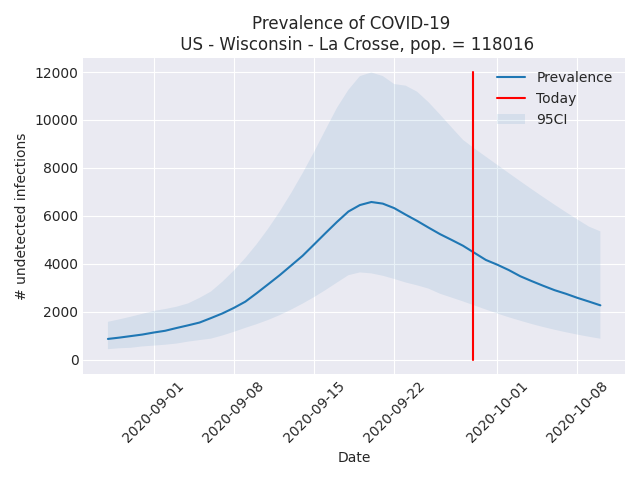 Prevalence of COVID-19
US - Wisconsin - La Crosse, pop. = 118016
Prevalence
Today
95CI
# undetected infections
12000
10000
8000
6000
4000
2000
0
2020-09-01
2020-09-08
2020-09-15
2020-09-22
2020-10-01
2020-10-08
Date